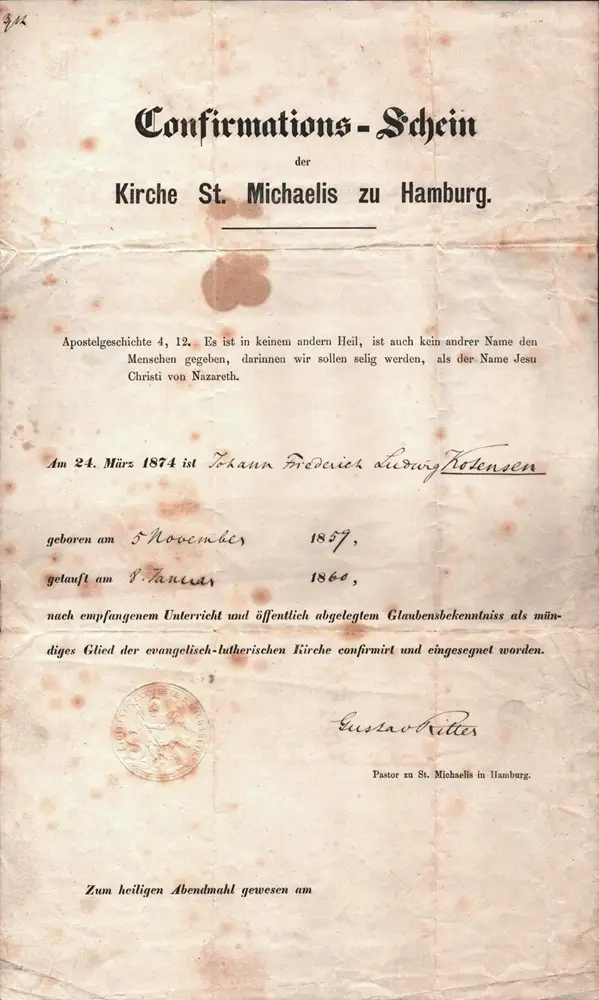 Confirmations-Schein
der
Kirche St. Michaelis zu Hamburg.
Apostelgeschichte 4, 12. Es ist in keinem andern Heil, ist auch kein andrer Name den
Menschen gegeben, darinnen wir sollen selig werden, als der Name Jesu
Christi von Nazareth.
Am 24. März 1874 ist Johann Frederich Ludwig Kosensen
geboren am 5 November 1859,
getauft am 8. Januar 1860,
nach empfangenem Unterricht und öffentlich abgelegtem Glaubensbekenntniss als mün-
diges Glied der evangelisch-lutherischen Kirche confirmirt und eingesegnet worden.
Gustav Ritter
Pastor zu St. Michaelis in Hamburg.
Zum heiligen Abendmahl gewesen am